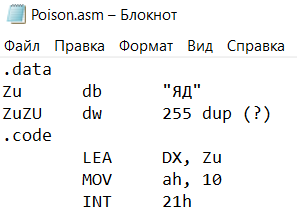 Poison.asm – Блокнот
Файл Правка Формат Вид Справка
.data
Zu db "ЯД"
ZuZU dw 255 dup (?)
.code
LEA DX, Zu
MOV ah, 10
INT 21h